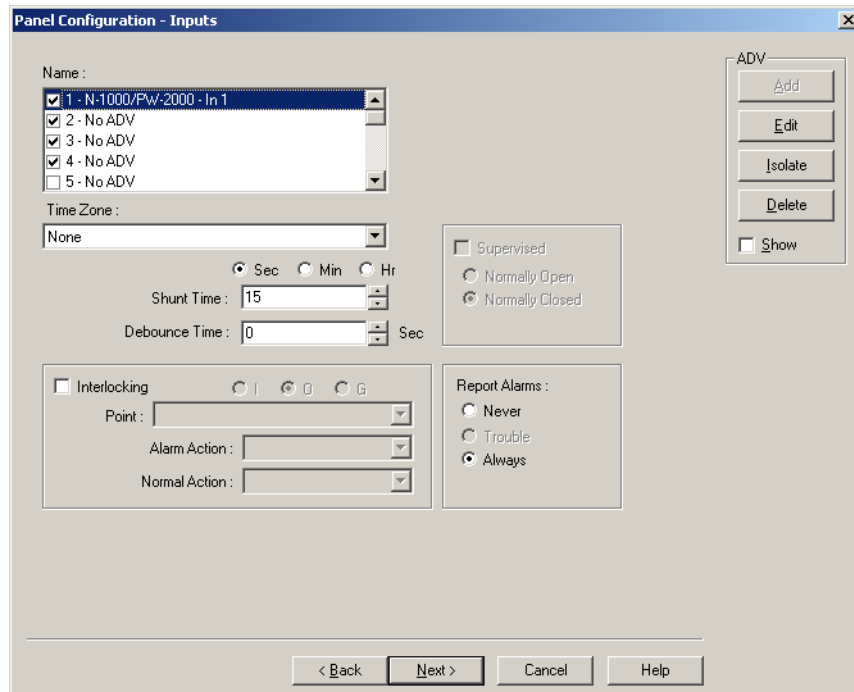 Panel Configuration - Inputs
Name :
1 - N-1000/PW-2000 - In 1
2 - No ADV
3 - No ADV
4 - No ADV
5 - No ADV
Time Zone :
None
Sec Min Hr
Shunt Time : 15
Debounce Time : 0 Sec
Supervised
Normally Open
Normally Closed
Interlocking I O G
Point :
Alarm Action :
Normal Action :
Report Alarms :
Never
Trouble
Always
ADV
Add
Edit
Isolate
Delete
Show
< Back Next > Cancel Help